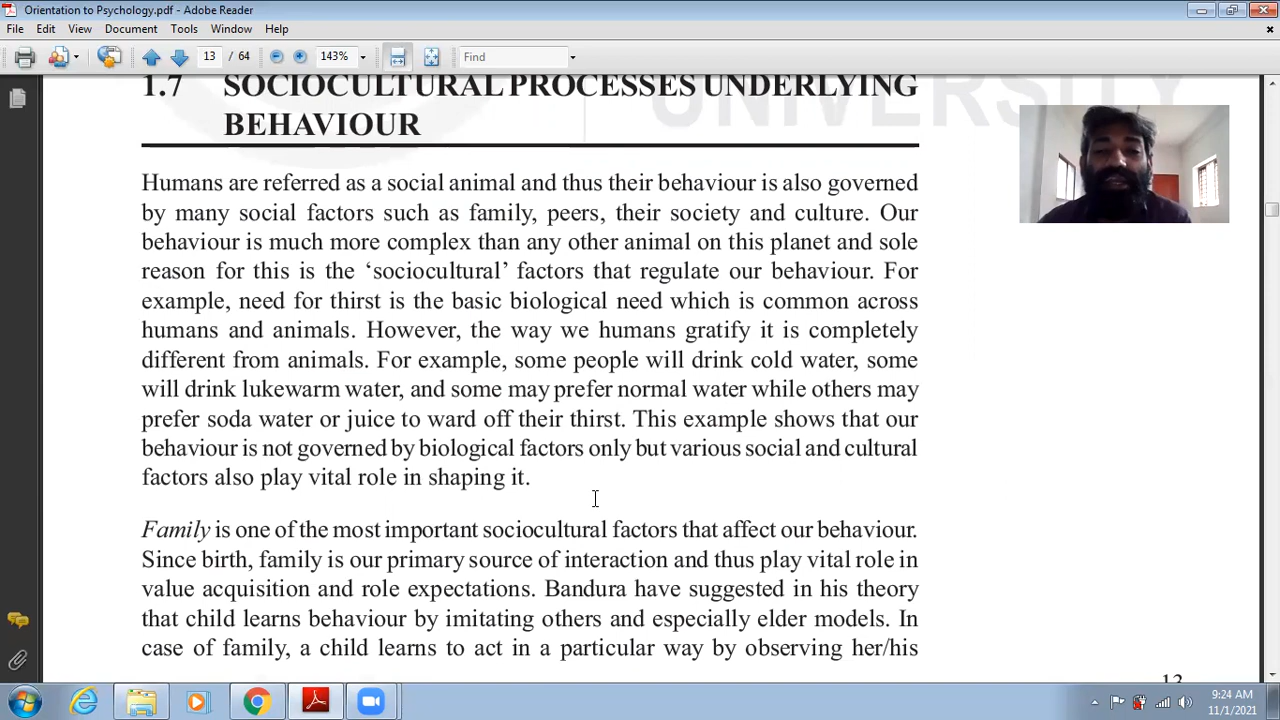 Orientation to Psychology.pdf - Adobe Reader
File Edit View Document Tools Window Help
13 / 64 143% Find
UNIVERSITY
1.7 SOCIOCULTURAL PROCESSES UNDERLYING
BEHAVIOUR
Humans are referred as a social animal and thus their behaviour is also governed
by many social factors such as family, peers, their society and culture. Our
behaviour is much more complex than any other animal on this planet and sole
reason for this is the ‘sociocultural’ factors that regulate our behaviour. For
example, need for thirst is the basic biological need which is common across
humans and animals. However, the way we humans gratify it is completely
different from animals. For example, some people will drink cold water, some
will drink lukewarm water, and some may prefer normal water while others may
prefer soda water or juice to ward off their thirst. This example shows that our
behaviour is not governed by biological factors only but various social and cultural
factors also play vital role in shaping it.
Family is one of the most important sociocultural factors that affect our behaviour.
Since birth, family is our primary source of interaction and thus play vital role in
value acquisition and role expectations. Bandura have suggested in his theory
that child learns behaviour by imitating others and especially elder models. In
case of family, a child learns to act in a particular way by observing her/his
13
9:24 AM
11/1/2021